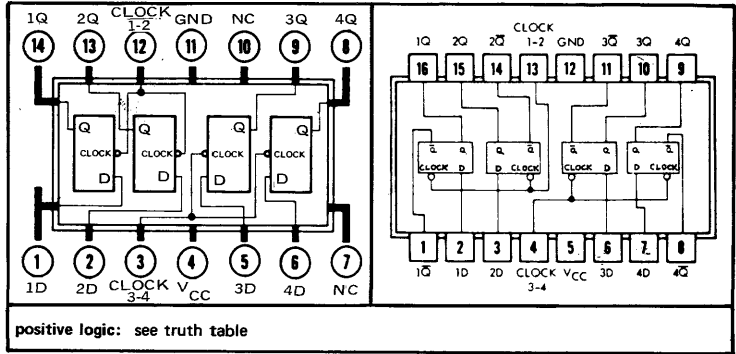 1Q 2Q CLOCK 1-2 GND NC 3Q 4Q
14 13 12 11 10 9 8
Q Q Q Q
CLOCK CLOCK CLOCK CLOCK
D D D D
1 2 3 4 5 6 7
1D 2D CLOCK 3-4 VCC 3D 4D NC
1Q 2Q 2Q̅ CLOCK 1-2 GND 3Q̅ 3Q 4Q
16 15 14 13 12 11 10 9
Q̅ Q Q Q̅ Q̅ Q Q Q̅
CLOCK D D CLOCK CLOCK D D CLOCK
1 2 3 4 5 6 7 8
1Q̅ 1D 2D CLOCK 3-4 VCC 3D 4D 4Q̅
positive logic: see truth table